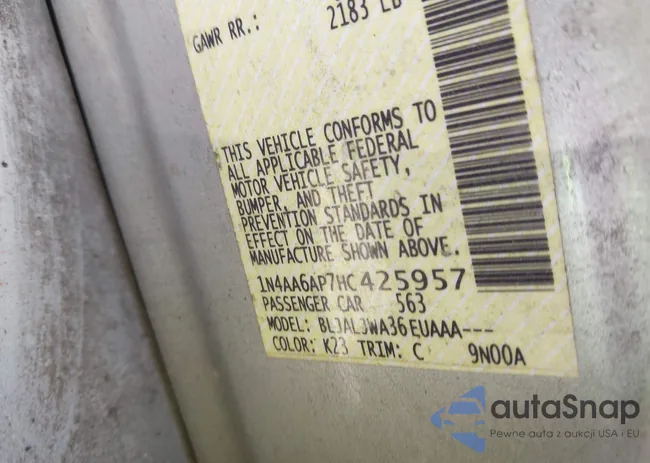 GAWR RR.: 2183 LB
THIS VEHICLE CONFORMS TO
ALL APPLICABLE FEDERAL
MOTOR VEHICLE SAFETY,
BUMPER, AND THEFT
PREVENTION STANDARDS IN
EFFECT ON THE DATE OF
MANUFACTURE SHOWN ABOVE.
1N4AA6AP7HC425957
PASSENGER CAR 563
MODEL: BLJALJWA36EUAAA---
COLOR: K23 TRIM: C 9N00A
autaSnap
Pewne auta z aukcji USA i EU